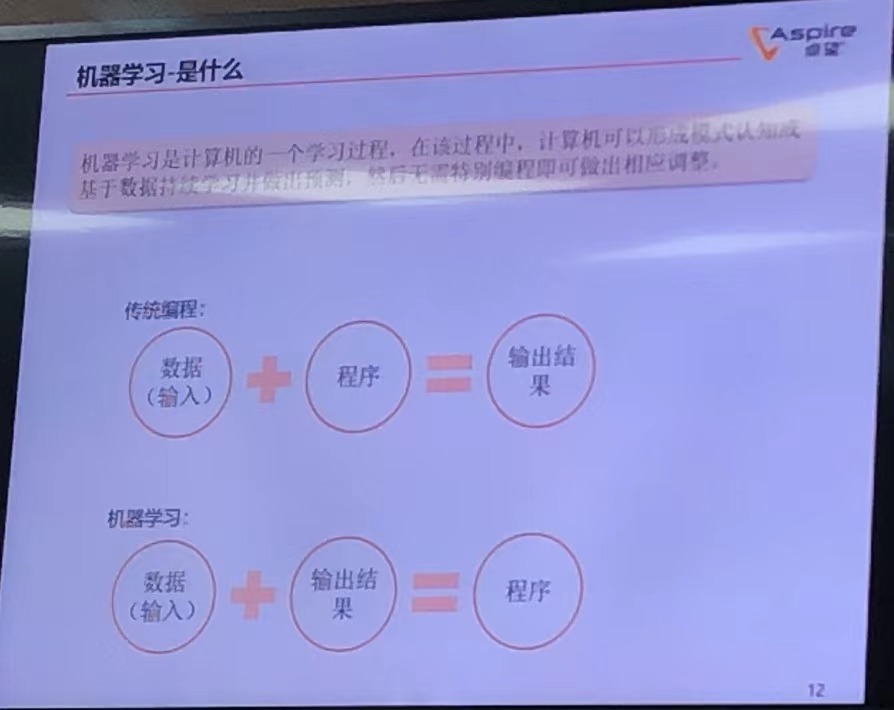 机器学习-是什么
Aspire
卓望
机器学习是计算机的一个学习过程，在该过程中，计算机可以形成模式认知或
基于数据持续学习并做出预测，然后无需特别编程即可做出相应调整。
传统编程：
数据
（输入）
程序
输出结
果
机器学习：
数据
（输入）
输出结
果
程序
12